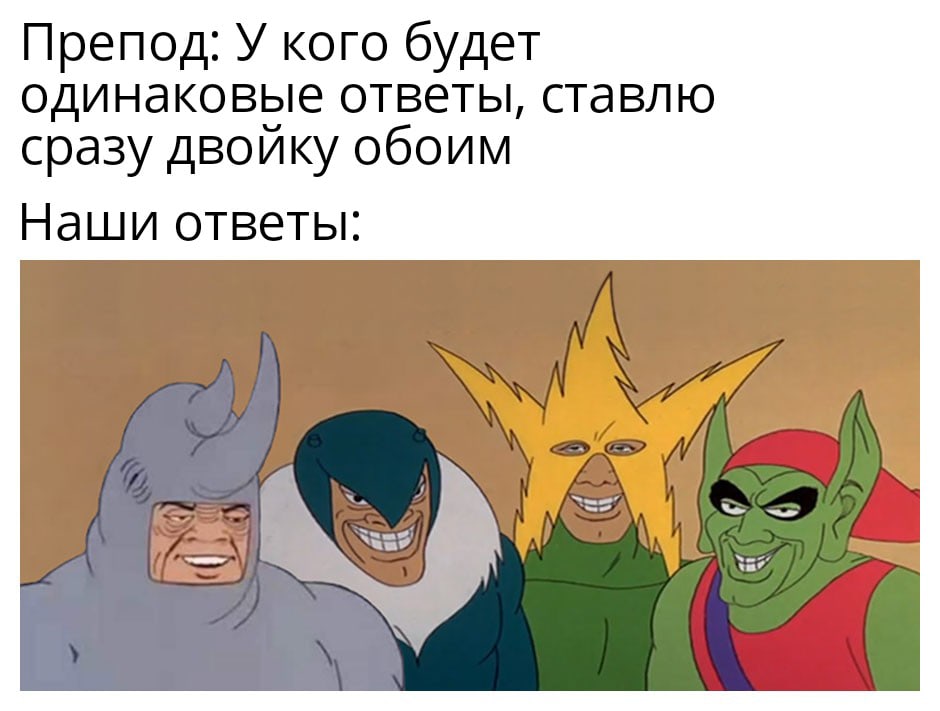 Препод: У кого будет
одинаковые ответы, ставлю
сразу двойку обоим
Наши ответы: